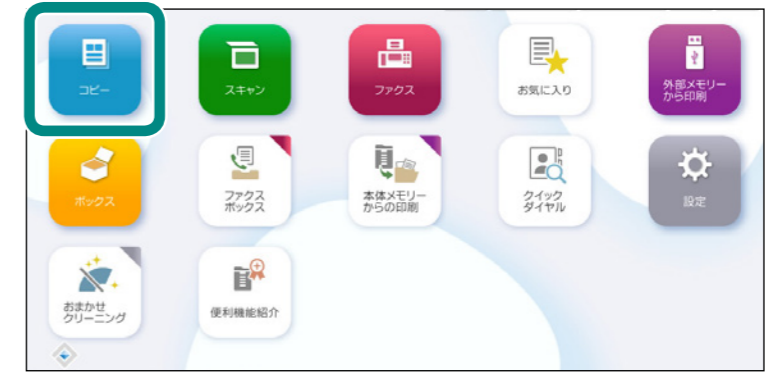 コピー
スキャン
ファクス
お気に入り
外部メモリー
から印刷
ボックス
ファクス
ボックス
本体メモリー
からの印刷
クイック
ダイヤル
設定
おまかせ
クリーニング
便利機能紹介